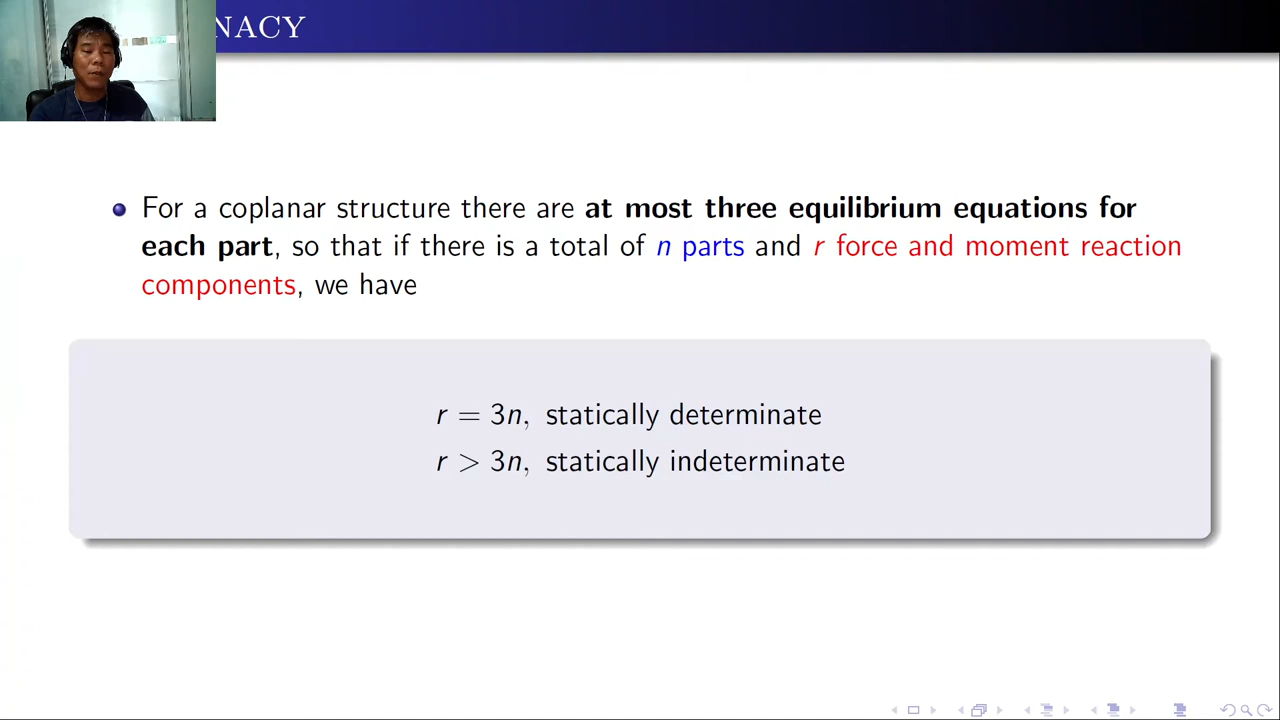 NACY
For a coplanar structure there are at most three equilibrium equations for
each part, so that if there is a total of n parts and r force and moment reaction
components, we have
r = 3n, statically determinate
r > 3n, statically indeterminate